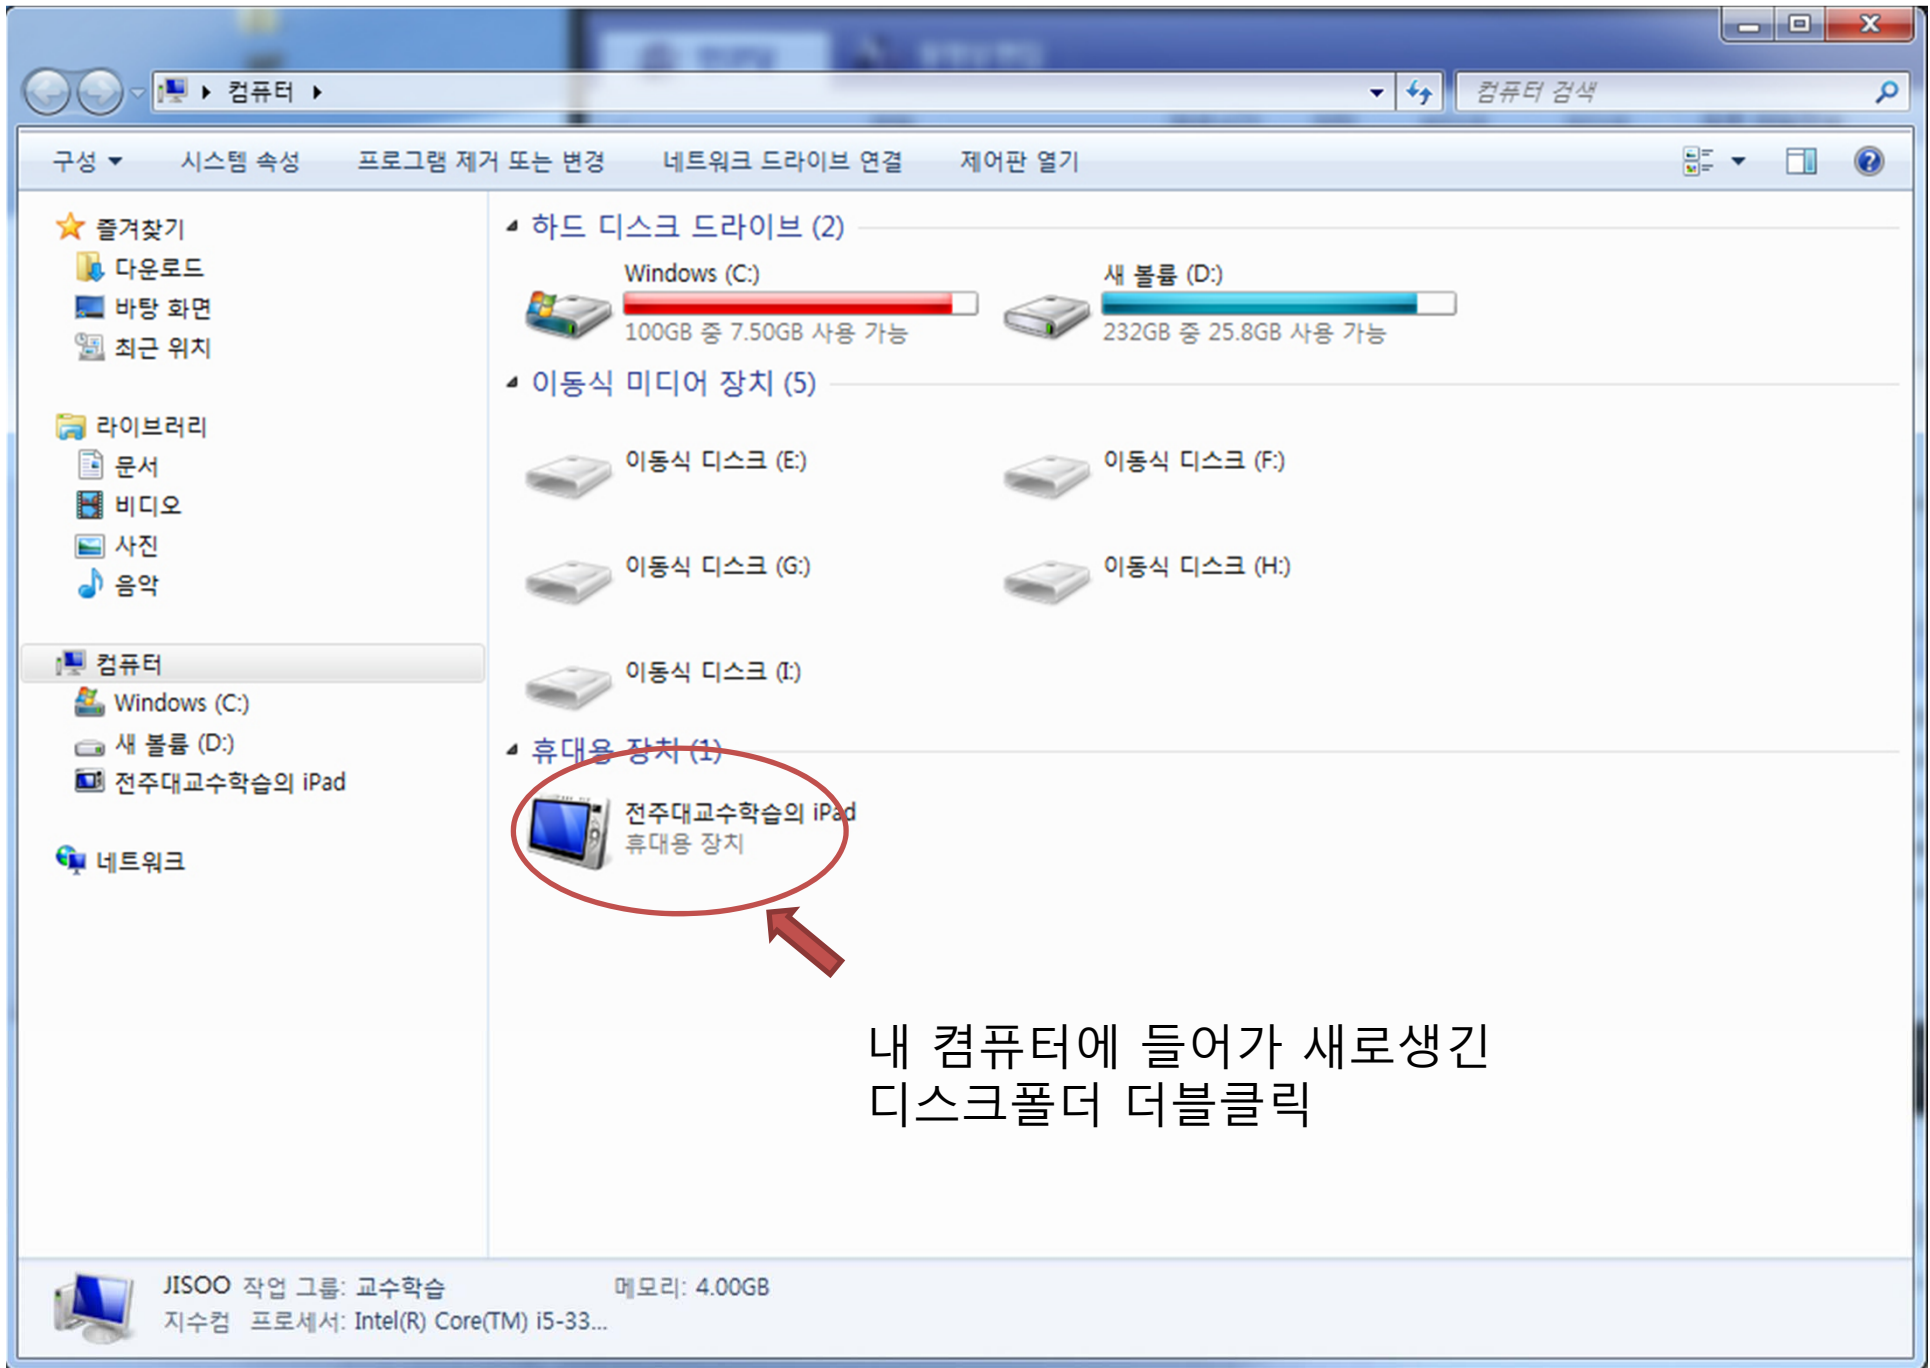 컴퓨터
컴퓨터 검색
구성
시스템 속성
프로그램 제거 또는 변경
네트워크 드라이브 연결
제어판 열기
즐겨찾기
다운로드
바탕 화면
최근 위치
라이브러리
문서
비디오
사진
음악
컴퓨터
Windows (C:)
새 볼륨 (D:)
전주대교수학습의 iPad
네트워크
하드 디스크 드라이브 (2)
Windows (C:)
100GB 중 7.50GB 사용 가능
새 볼륨 (D:)
232GB 중 25.8GB 사용 가능
이동식 미디어 장치 (5)
이동식 디스크 (E:)
이동식 디스크 (F:)
이동식 디스크 (G:)
이동식 디스크 (H:)
이동식 디스크 (I:)
휴대용 장치 (1)
전주대교수학습의 iPad
휴대용 장치
내 켬퓨터에 들어가 새로생긴
디스크폴더 더블클릭
JISOO 작업 그룹: 교수학습 메모리: 4.00GB
지수컴 프로세서: Intel(R) Core(TM) i5-33...